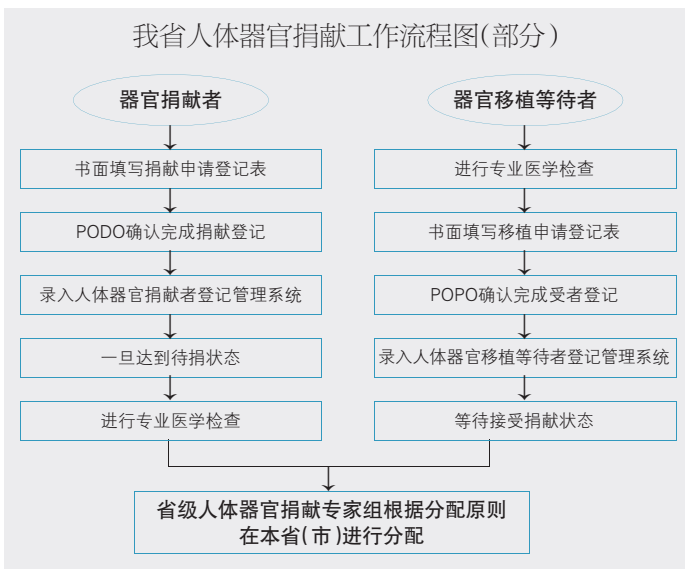 我省人体器官捐献工作流程图(部分)
器官捐献者
书面填写捐献申请登记表
PODO确认完成捐献登记
录入人体器官捐献者登记管理系统
一旦达到待捐状态
进行专业医学检查
器官移植等待者
进行专业医学检查
书面填写移植申请登记表
POPO确认完成受者登记
录入人体器官移植等待者登记管理系统
等待接受捐献状态
省级人体器官捐献专家组根据分配原则
在本省(市)进行分配